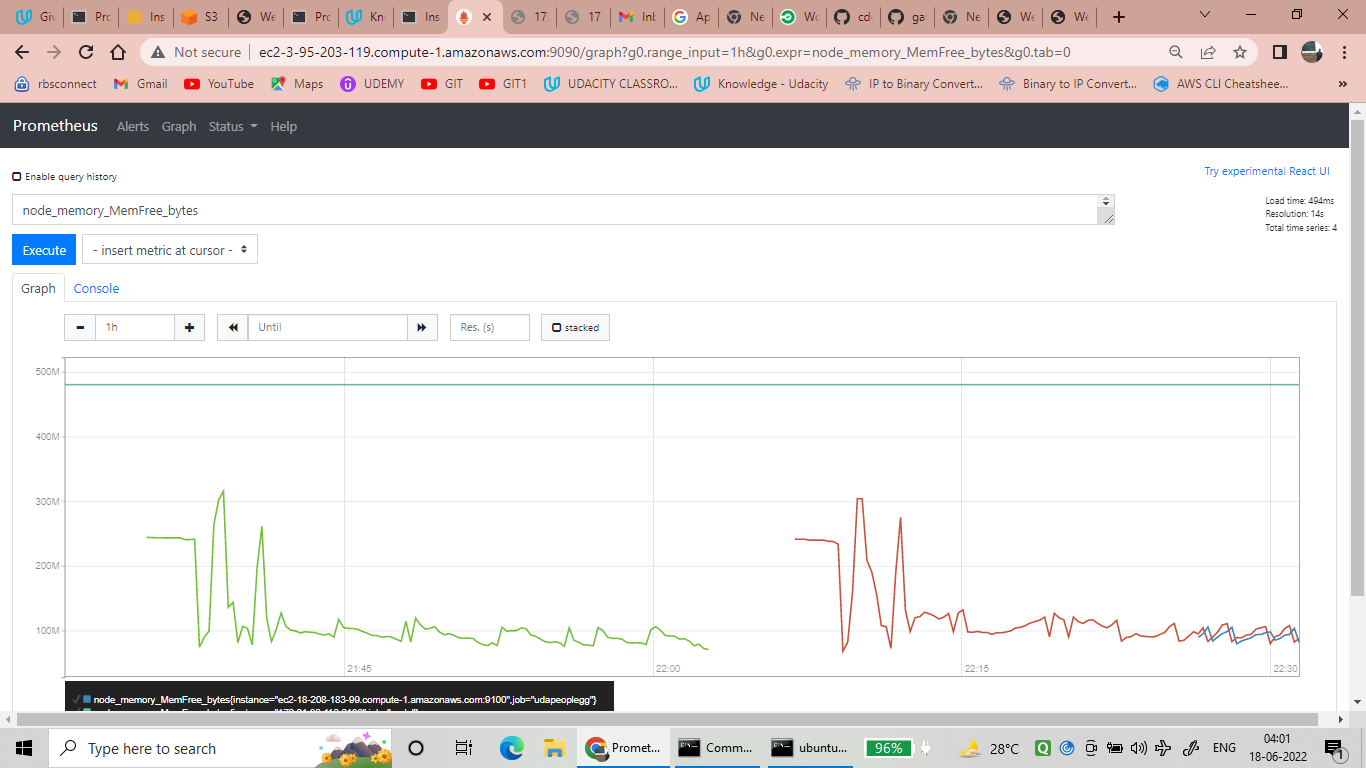 Giv
Pro
Ins
S3
We
Pro
Kno
Ins
17.
17.
Inb
Ap
Ne
Wo
cdo
ga
Ne
We
We
Not secure
ec2-3-95-203-119.compute-1.amazonaws.com:9090/graph?g0.range_input=1h&g0.expr=node_memory_MemFree_bytes&g0.tab=0
rbsconnect
Gmail
YouTube
Maps
UDEMY
GIT
GIT1
UDACITY CLASSRO...
Knowledge - Udacity
IP to Binary Convert...
Binary to IP Convert...
AWS CLI Cheatshee...
Prometheus
Alerts
Graph
Status
Help
Enable query history
Try experimental React UI
node_memory_MemFree_bytes
Load time: 494ms
Resolution: 14s
Total time series: 4
Execute
- insert metric at cursor -
Graph
Console
1h
Until
Res. (s)
stacked
500M
400M
300M
200M
100M
21:45
22:00
22:15
22:30
node_memory_MemFree_bytes{instance="ec2-18-208-183-99.compute-1.amazonaws.com:9100",job="udapeoplegg"}
Type here to search
Promet...
Comm...
ubuntu...
96%
28°C
ENG
04:01
18-06-2022
1